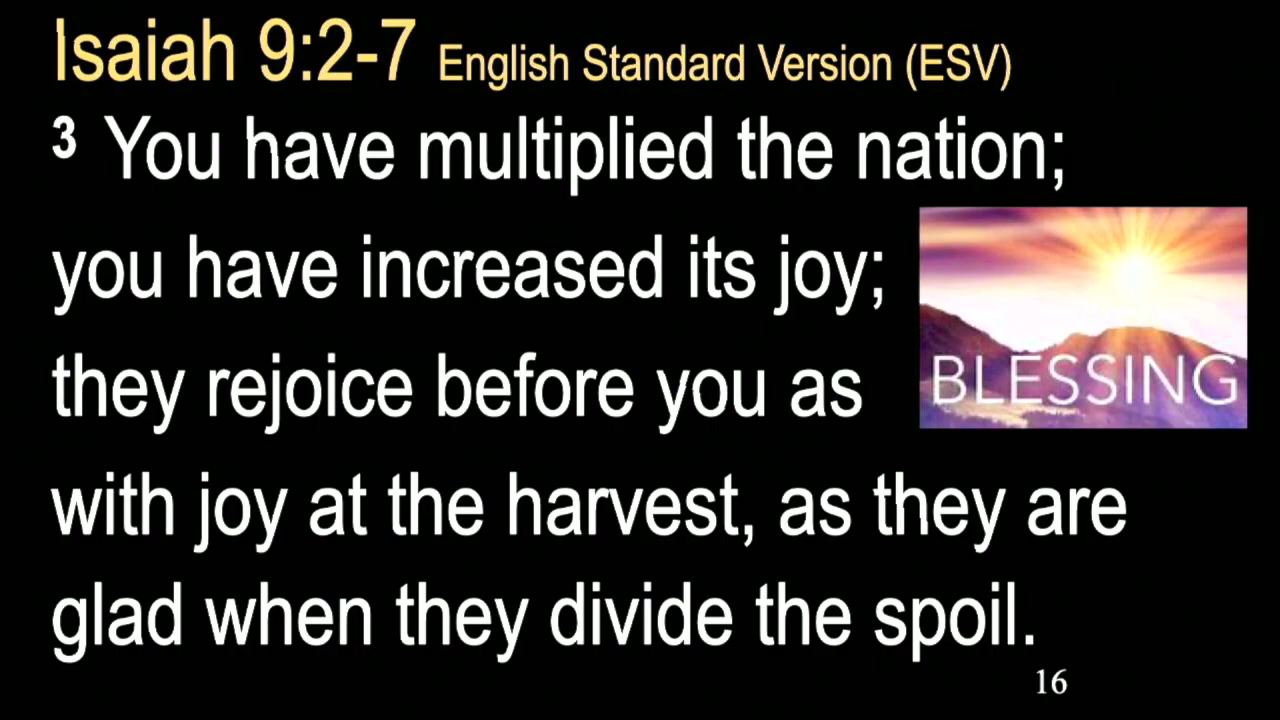 Isaiah 9:2-7 English Standard Version (ESV)
3 You have multiplied the nation;
you have increased its joy;
they rejoice before you as
BLESSING
with joy at the harvest, as they are
glad when they divide the spoil.
16